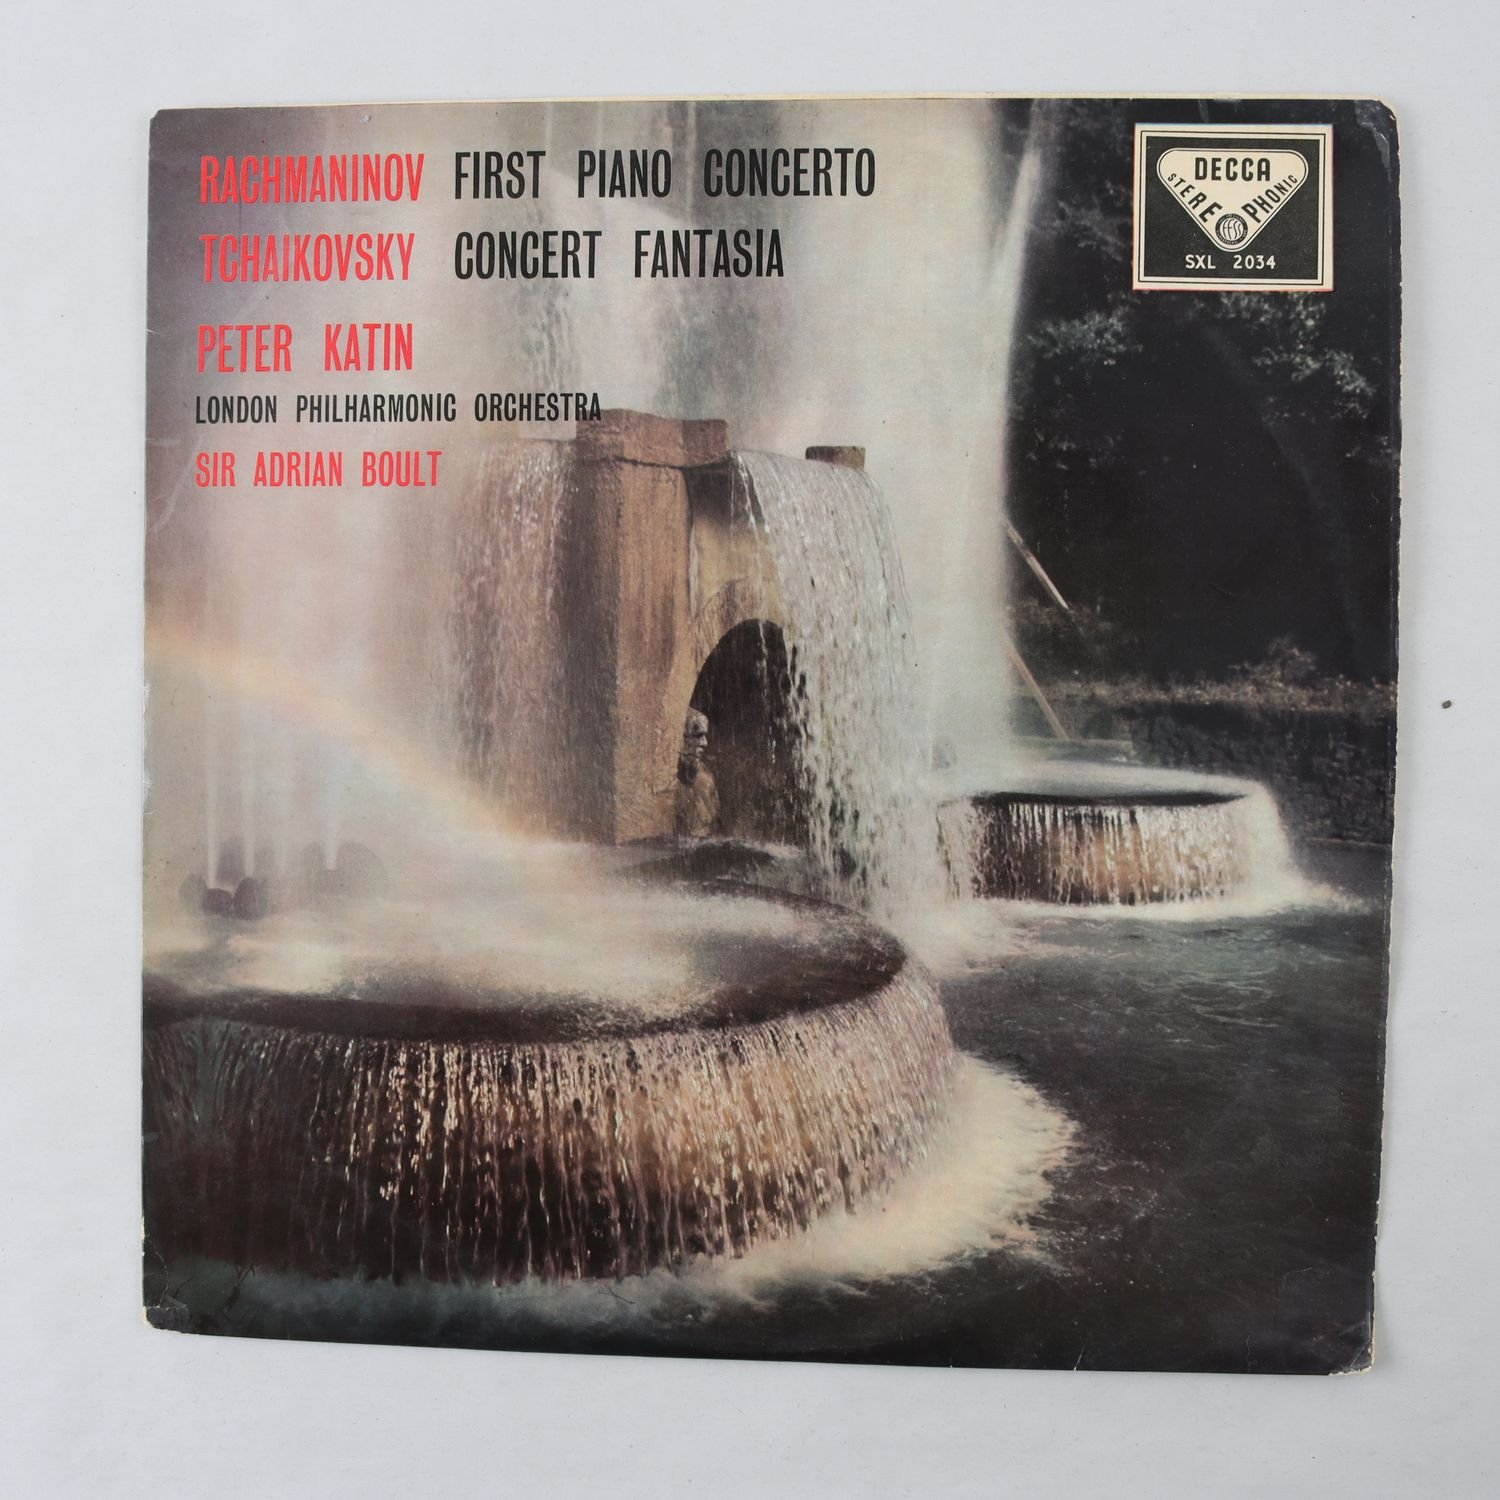 RACHMANINOV FIRST PIANO CONCERTO
TCHAIKOVSKY CONCERT FANTASIA
PETER KATIN
LONDON PHILHARMONIC ORCHESTRA
SIR ADRIAN BOULT
DECCA
STEREOPHONIC
SXL 2034